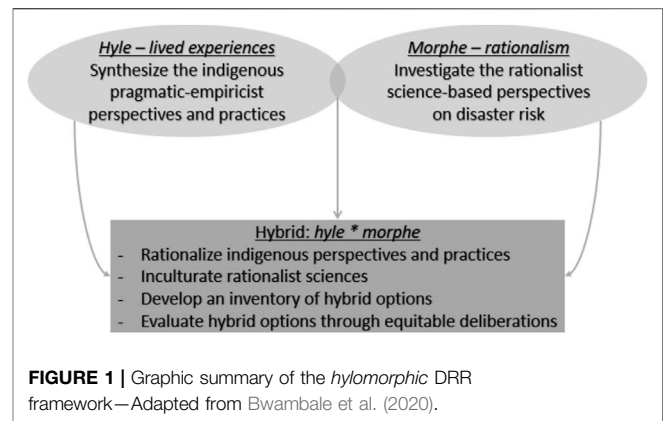 Hyle – lived experiences
Synthesize the indigenous
pragmatic-empiricist
perspectives and practices
Morphe – rationalism
Investigate the rationalist
science-based perspectives
on disaster risk
Hybrid: hyle * morphe
- Rationalize indigenous perspectives and practices
- Inculturate rationalist sciences
- Develop an inventory of hybrid options
- Evaluate hybrid options through equitable deliberations
FIGURE 1 | Graphic summary of the hylomorphic DRR
framework—Adapted from Bwambale et al. (2020).